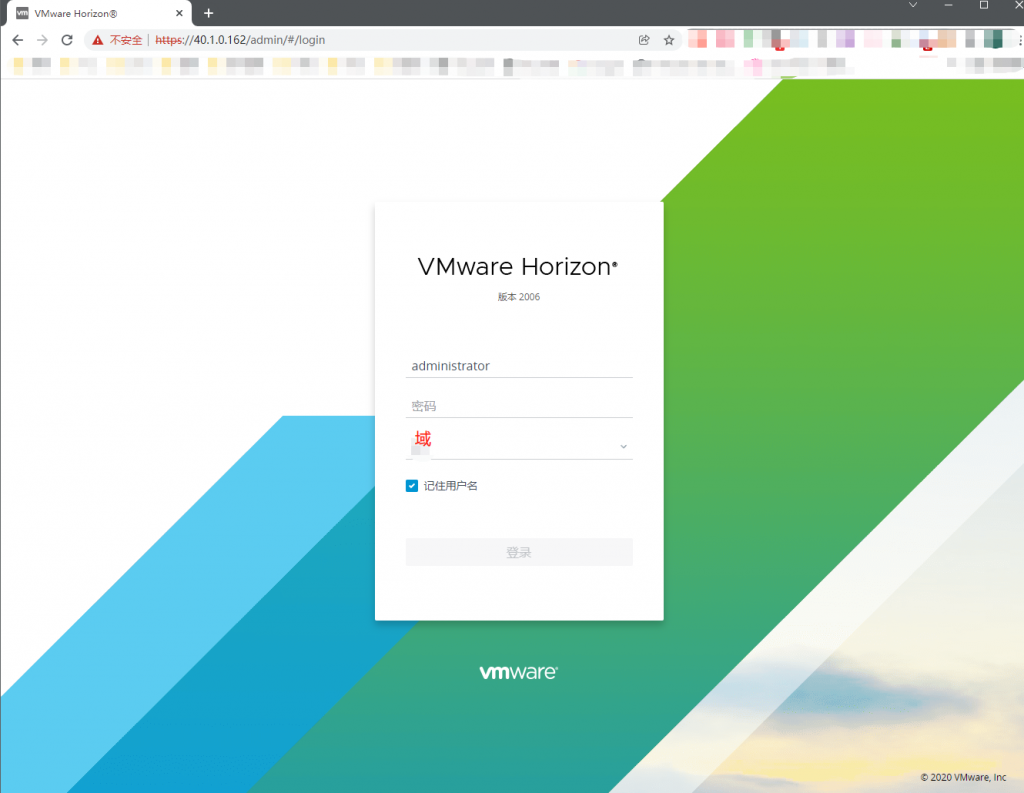 vm VMware Horizon®
不安全 https://40.1.0.162/admin/#/login
VMware Horizon®
版本 2006
administrator
密码
域
记住用户名
登录
vmware®
© 2020 VMware, Inc